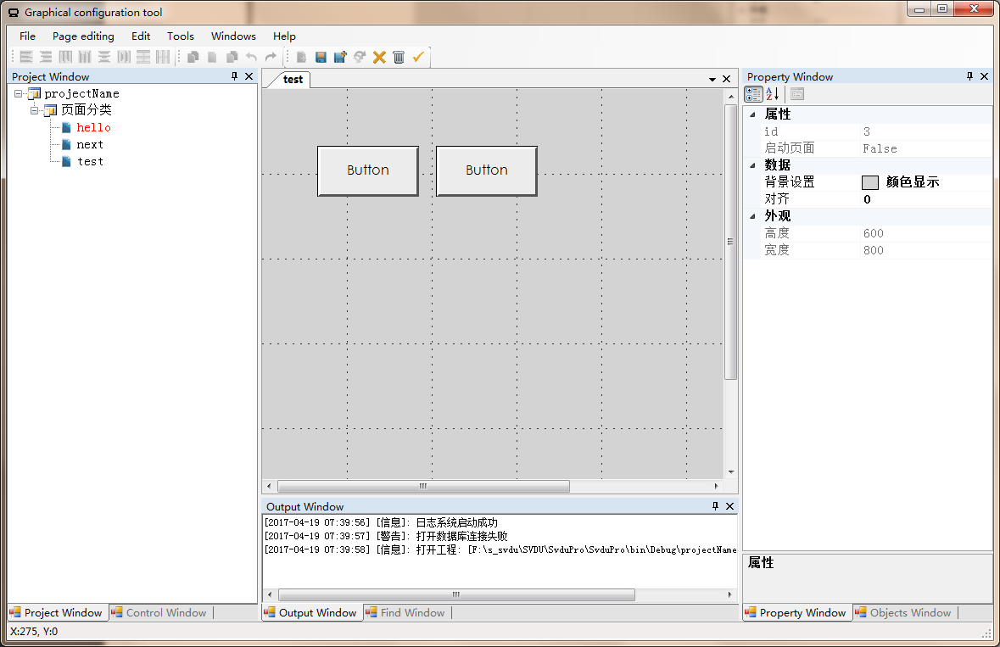 Graphical configuration tool
File Page editing Edit Tools Windows Help
Project Window
projectName
页面分类
hello
next
test
test
Button Button
Output Window
[2017-04-19 07:39:56] [信息]: 日志系统启动成功
[2017-04-19 07:39:57] [警告]: 打开数据库连接失败
[2017-04-19 07:39:58] [信息]: 打开工程: [F:\s_svdu\SVDU\SvduPro\SvduPro\bin\Debug\projectName
Property Window
属性
id 3
启动页面 False
数据
背景设置 颜色显示
对齐 0
外观
高度 600
宽度 800
属性
Project Window Control Window
Output Window Find Window
Property Window Objects Window
X:275, Y:0